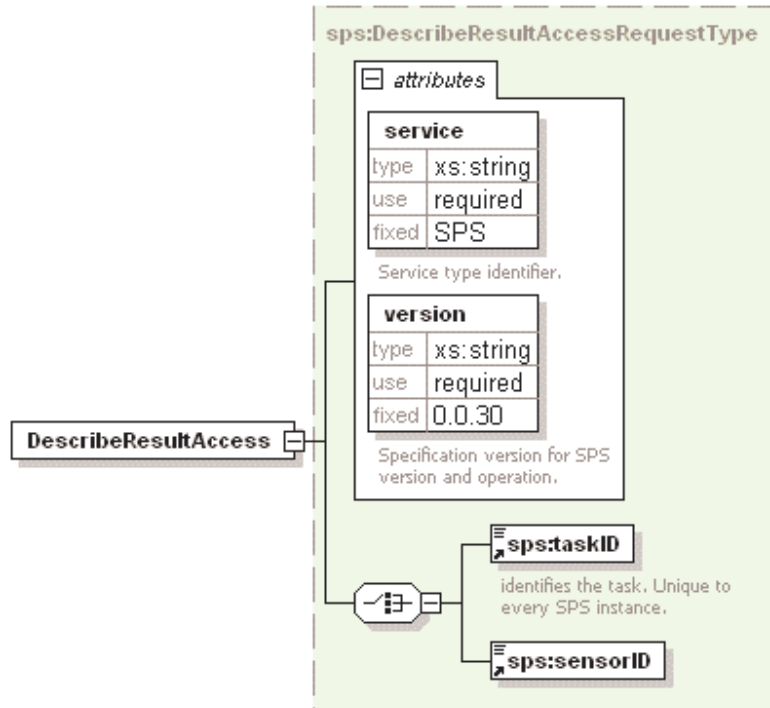 sps:DescribeResultAccessRequestType
attributes
service
type xs:string
use required
fixed SPS
Service type identifier.
version
type xs:string
use required
fixed 0.0.30
Specification version for SPS
version and operation.
DescribeResultAccess
sps:taskID
identifies the task. Unique to
every SPS instance.
sps:sensorID